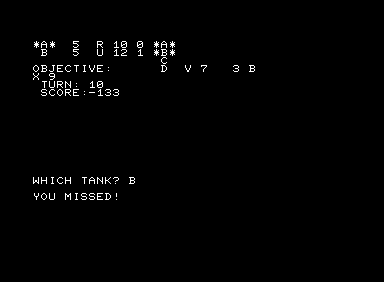 *A*  5  R 10 0 *A*
 B   5  U 12 1 *B*
                C
OBJECTIVE:      D  V 7   3 B
X 9
 TURN: 10
 SCORE:-133
WHICH TANK? B
YOU MISSED!